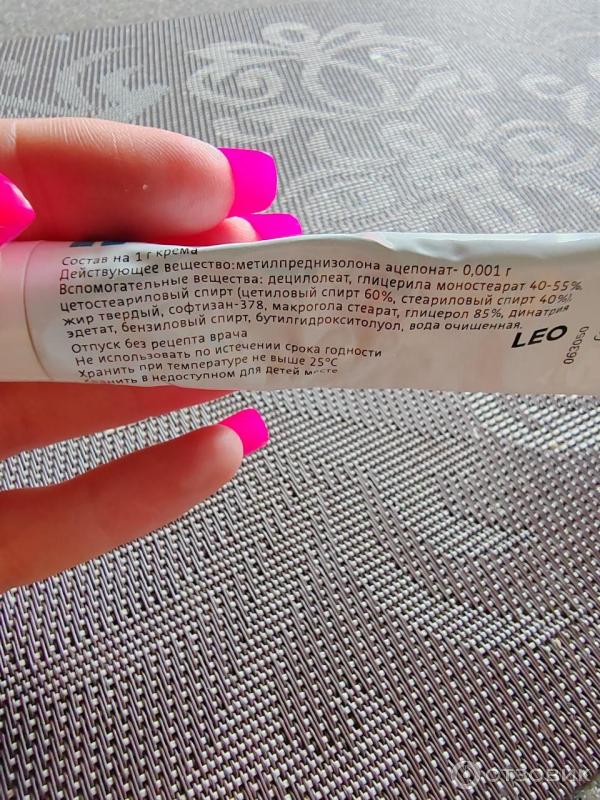 Состав на 1 г крема
Действующее вещество:метилпреднизолона ацепонат- 0,001 г
Вспомогательные вещества: децилолеат, глицерила моностеарат 40-55%,
цетостеариловый спирт (цетиловый спирт 60%, стеариловый спирт 40%),
жир твердый, софтизан-378, макрогола стеарат, глицерол 85%, динатрия
эдетат, бензиловый спирт, бутилгидрокситолуол, вода очищенная.
Отпуск без рецепта врача
Не использовать по истечении срока годности
Хранить при температуре не выше 25°С
Хранить в недоступном для детей месте
LEO
063050
ОТЗОВИК